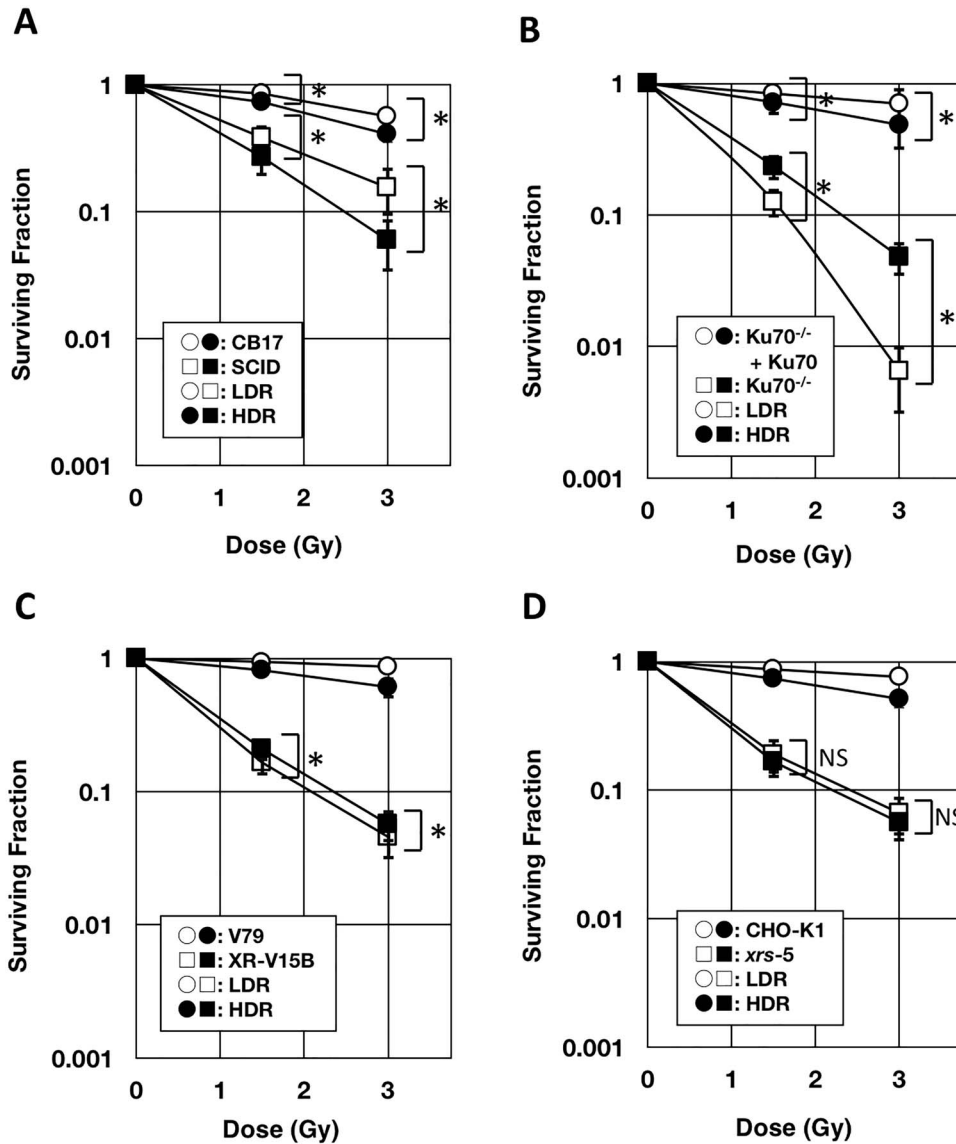 A
Surviving Fraction
1
0.1
0.01
0.001
*
*
*
*
○●: CB17
□■: SCID
○□: LDR
●■: HDR
0 1 2 3
Dose (Gy)
B
Surviving Fraction
1
0.1
0.01
0.001
*
*
*
*
○●: Ku70-/-
+ Ku70
□■: Ku70-/-
○□: LDR
●■: HDR
0 1 2 3
Dose (Gy)
C
Surviving Fraction
1
0.1
0.01
0.001
*
*
○●: V79
□■: XR-V15B
○□: LDR
●■: HDR
0 1 2 3
Dose (Gy)
D
Surviving Fraction
1
0.1
0.01
0.001
NS
NS
○●: CHO-K1
□■: xrs-5
○□: LDR
●■: HDR
0 1 2 3
Dose (Gy)